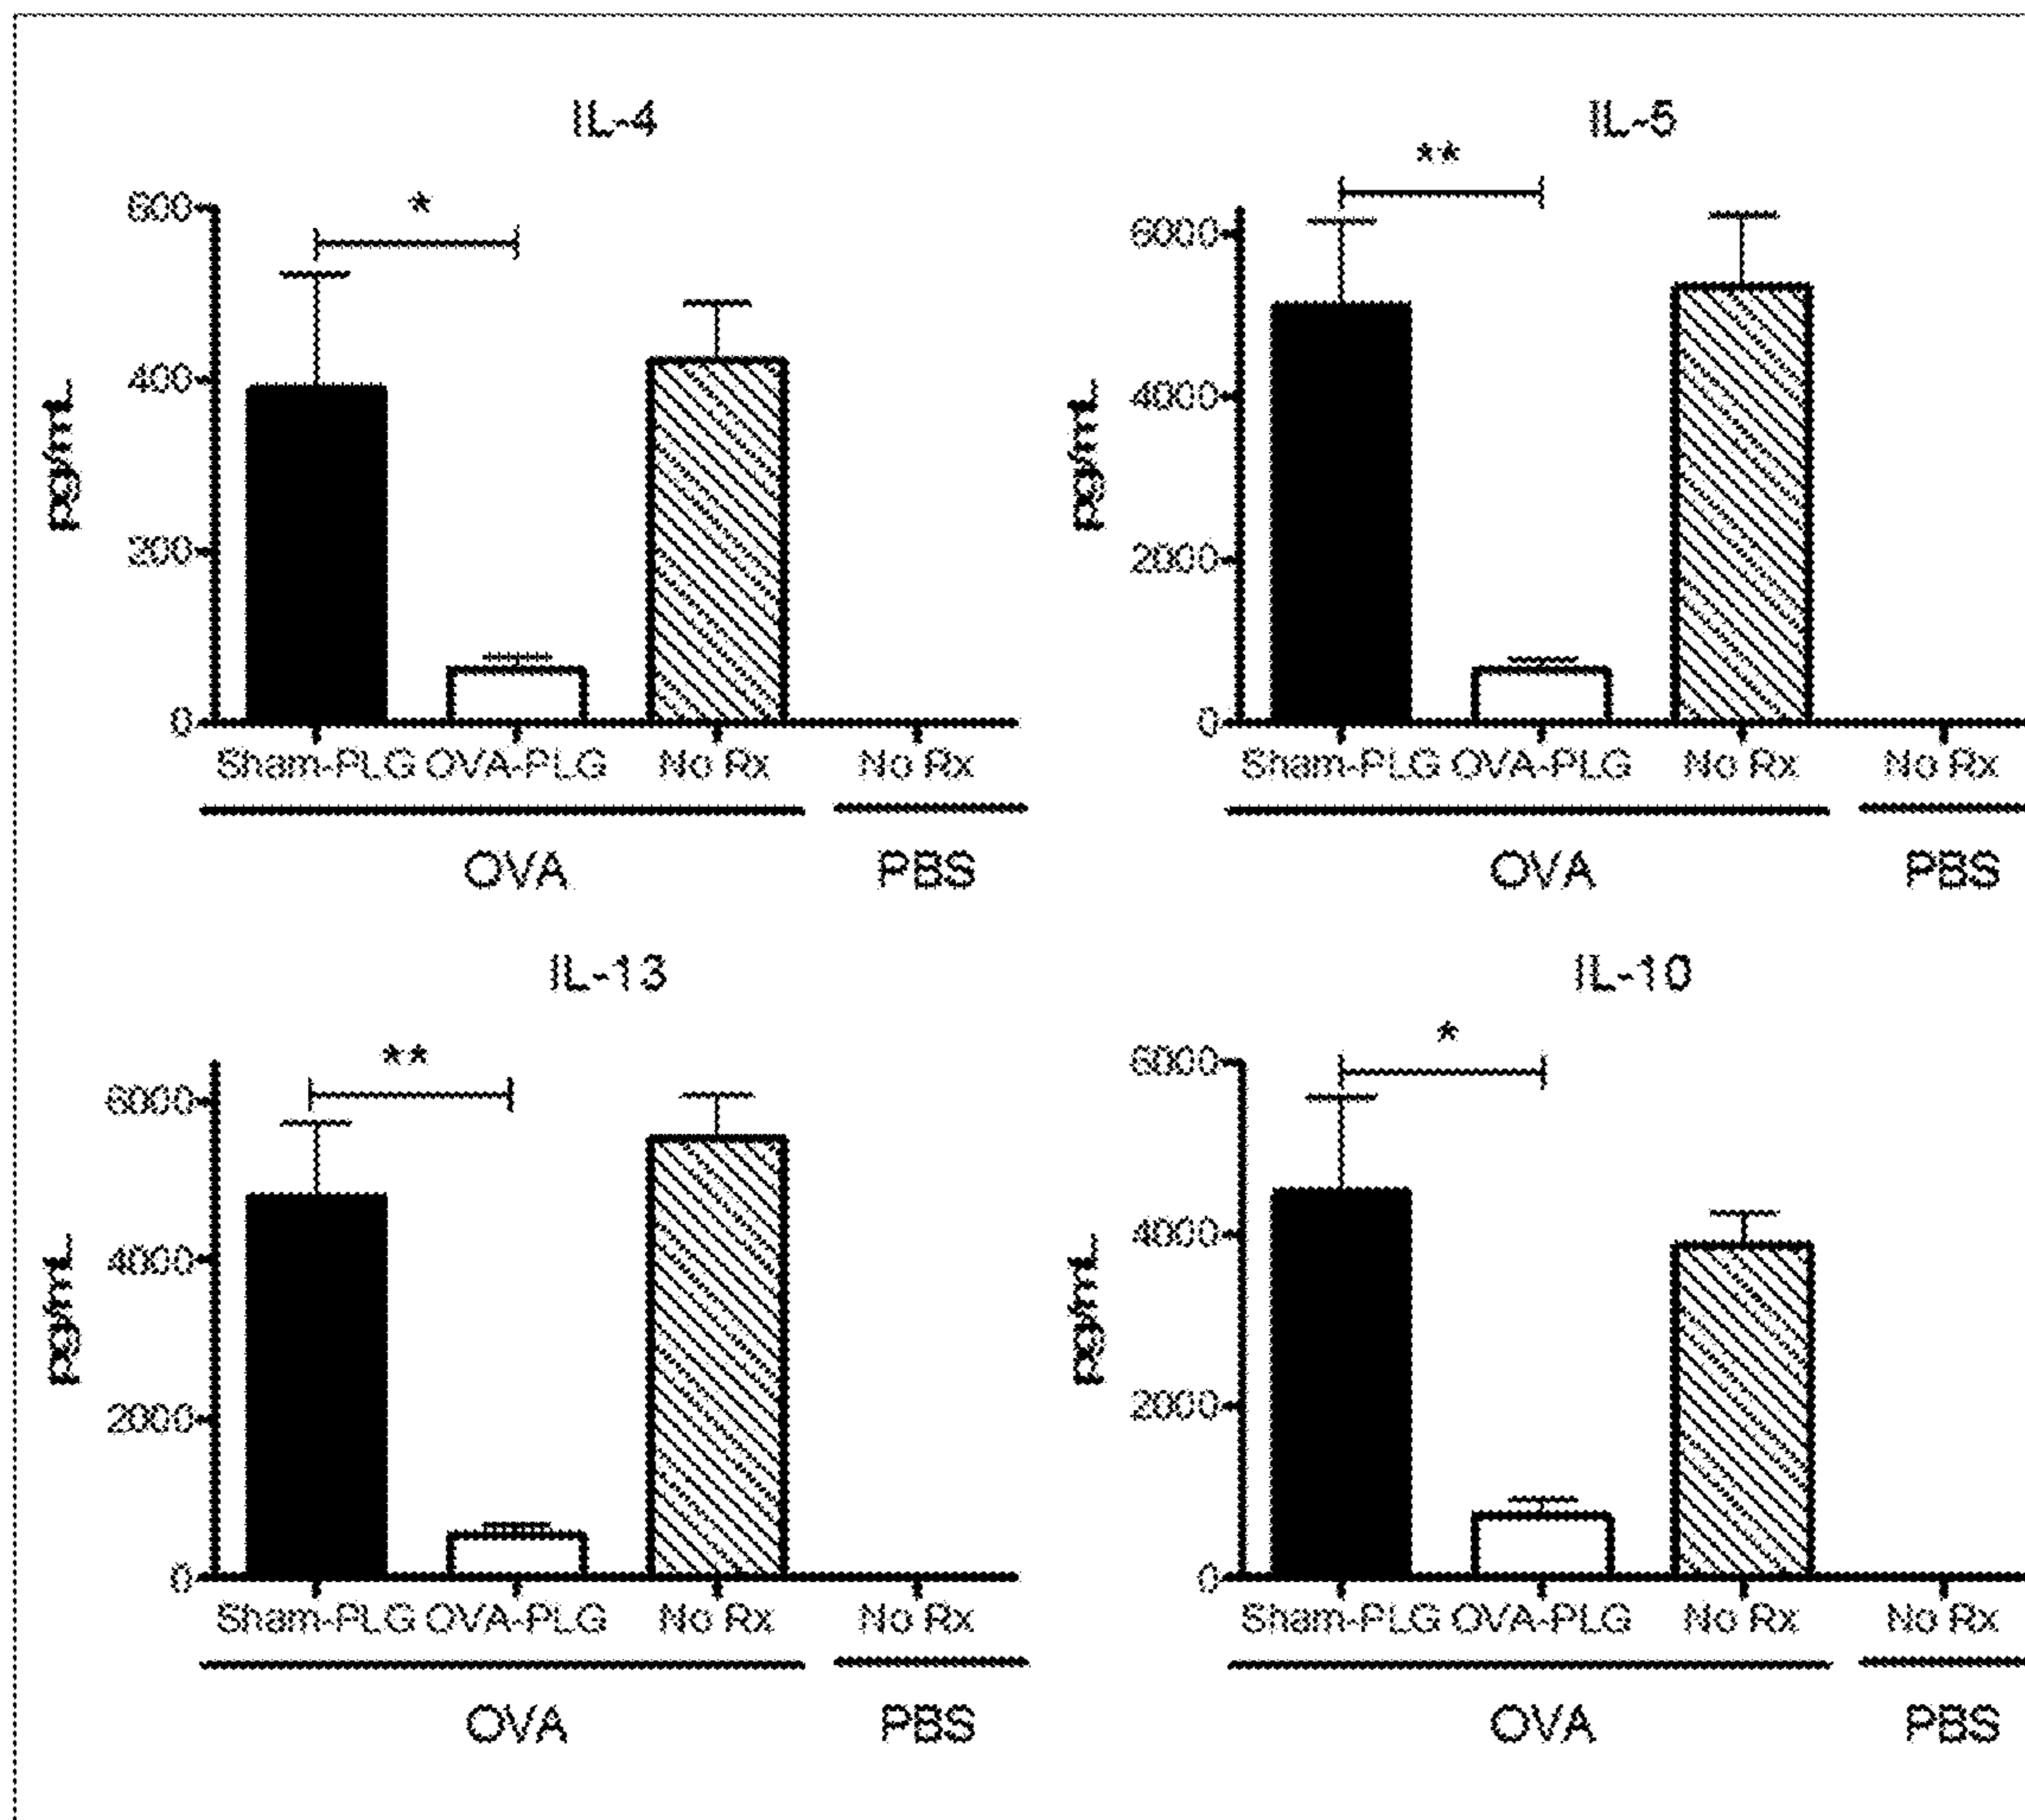 IL-4
*
600
400
200
0
pg/mL
Sham-PLG OVA-PLG No Rx No Rx
OVA PBS
IL-5
**
6000
4000
2000
0
pg/mL
Sham-PLG OVA-PLG No Rx No Rx
OVA PBS
IL-13
**
6000
4000
2000
0
pg/mL
Sham-PLG OVA-PLG No Rx No Rx
OVA PBS
IL-10
*
6000
4000
2000
0
pg/mL
Sham-PLG OVA-PLG No Rx No Rx
OVA PBS